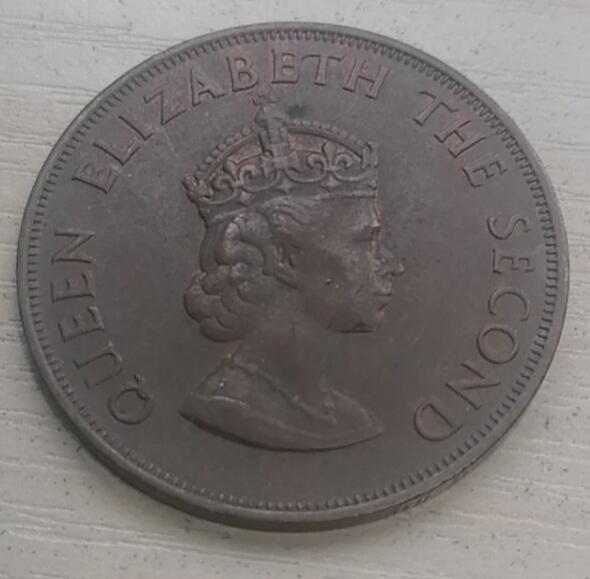 QUEEN ELIZABETH THE SECOND